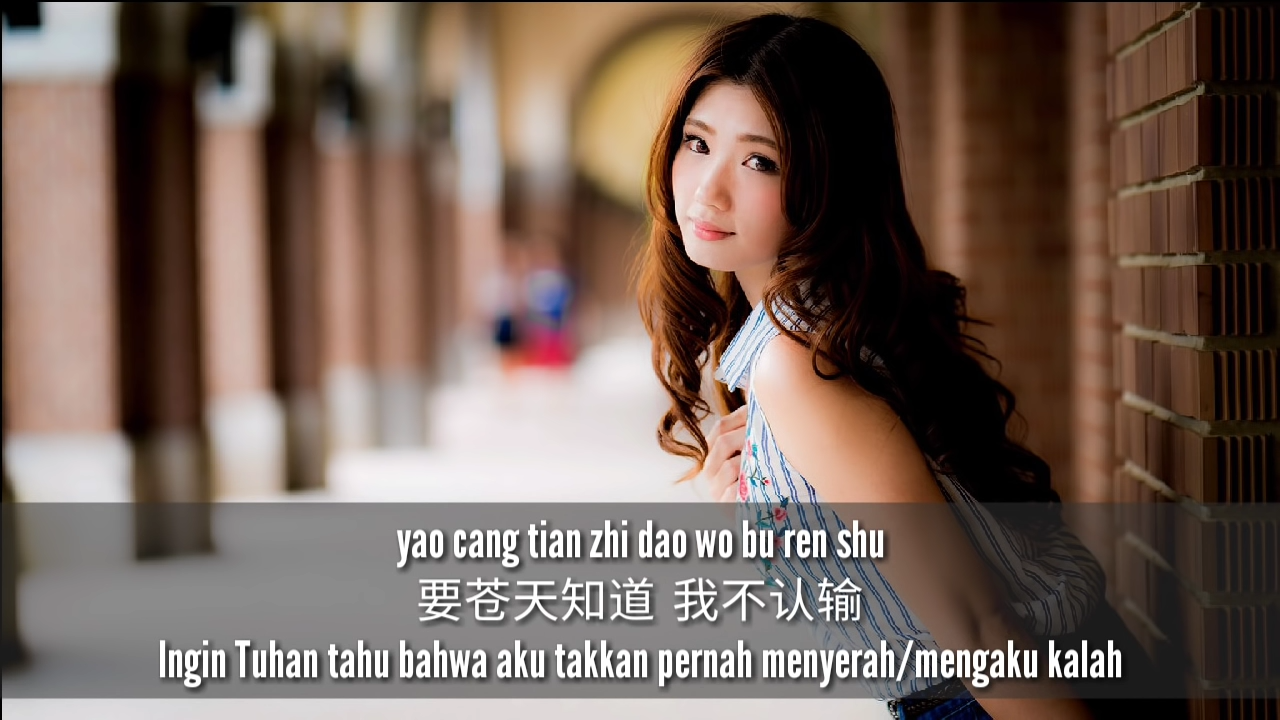 yao cang tian zhi dao wo bu ren shu
要苍天知道 我不认输
Ingin Tuhan tahu bahwa aku takkan pernah menyerah/mengaku kalah